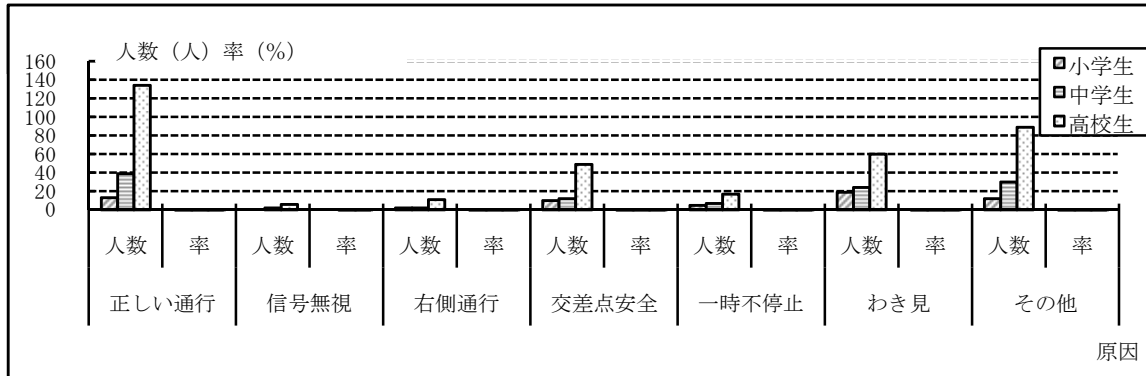 人数（人）率（%）
160
140
120
100
80
60
40
20
0
小学生
中学生
高校生
人数 率 人数 率 人数 率 人数 率 人数 率 人数 率 人数 率
正しい通行 信号無視 右側通行 交差点安全 一時不停止 わき見 その他
原因